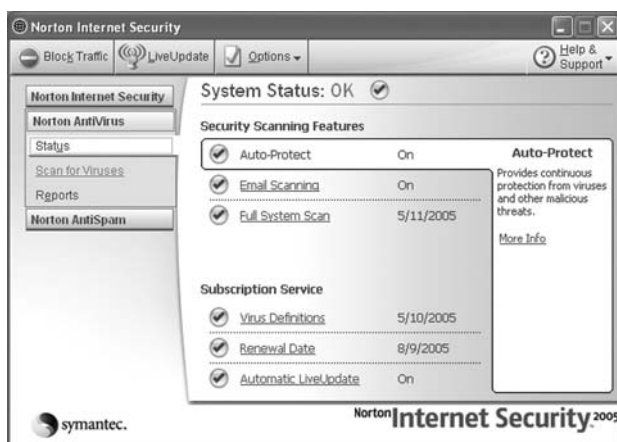 Norton Internet Security
Block Traffic LiveUpdate Options Help & Support
Norton Internet Security
Norton AntiVirus
Status
Scan for Viruses
Reports
Norton AntiSpam
System Status: OK
Security Scanning Features
Auto-Protect On
Email Scanning On
Full System Scan 5/11/2005
Auto-Protect
Provides continuous
protection from viruses
and other malicious
threats.
More Info
Subscription Service
Virus Definitions 5/10/2005
Renewal Date 8/9/2005
Automatic LiveUpdate On
symantec.
Norton Internet Security 2005